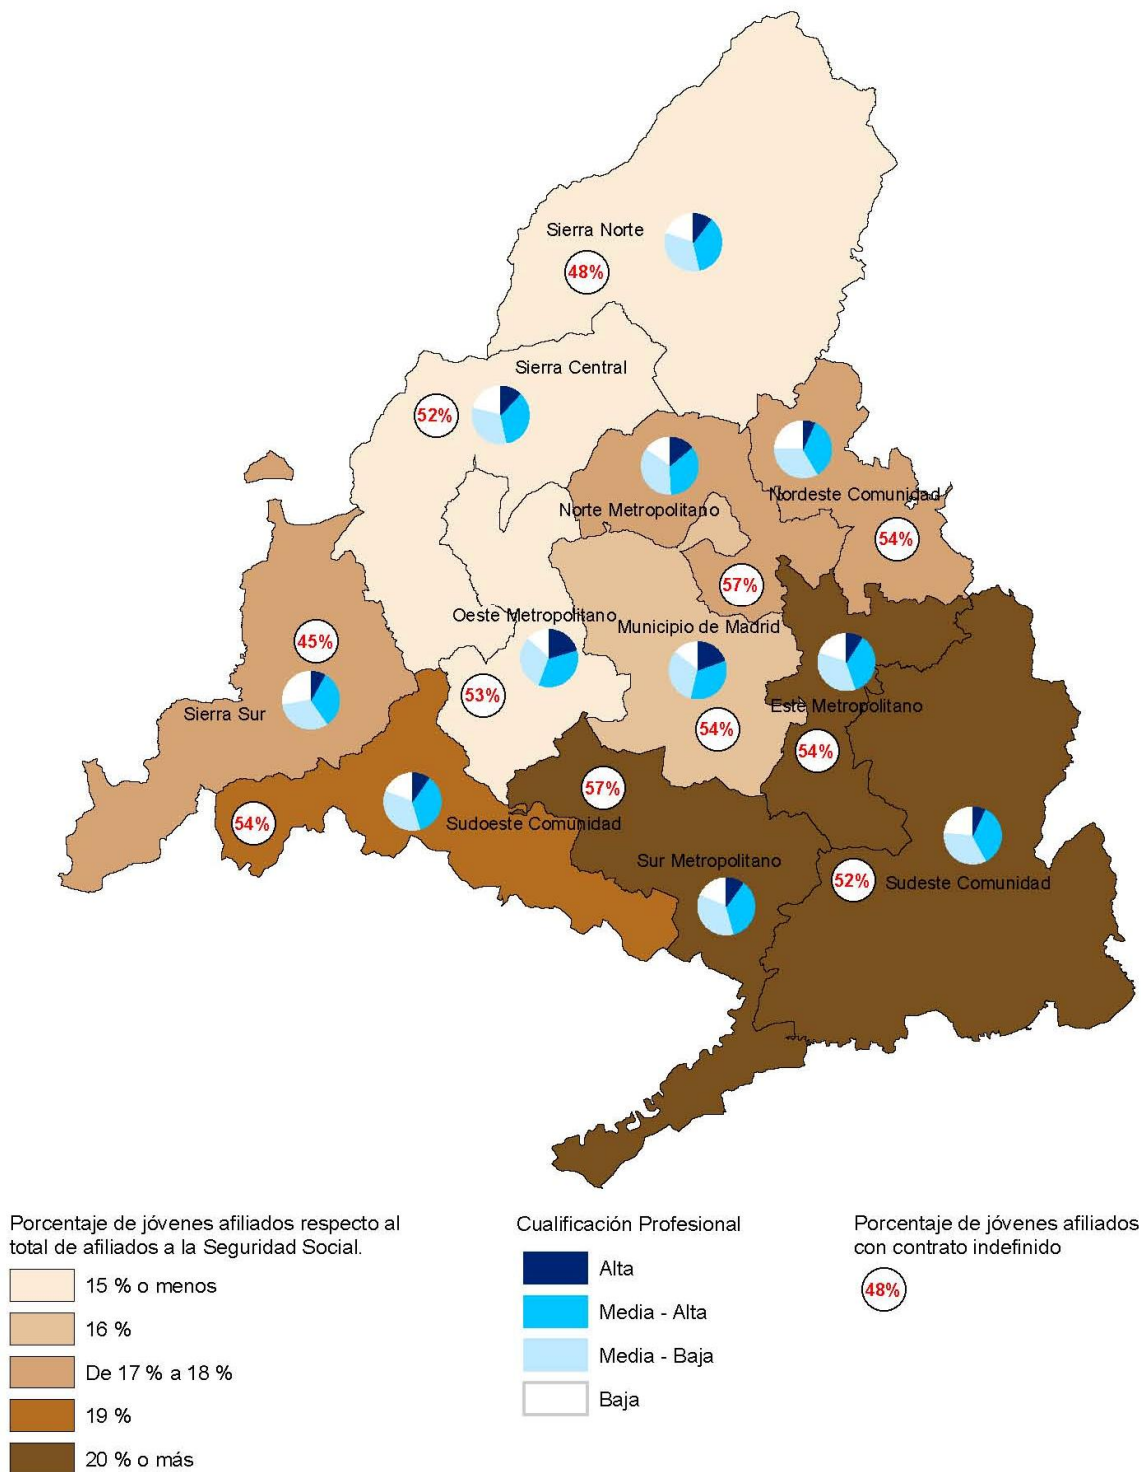 Sierra Norte
48%
Sierra Central
52%
Nordeste Comunidad
Norte Metropolitano
54%
57%
Oeste Metropolitano
Municipio de Madrid
45%
53%
Sierra Sur
Este Metropolitano
54%
54%
57%
54%
Sudoeste Comunidad
Sur Metropolitano
52%
Sudeste Comunidad
Porcentaje de jóvenes afiliados respecto al
total de afiliados a la Seguridad Social.
15 % o menos
16 %
De 17 % a 18 %
19 %
20 % o más
Cualificación Profesional
Alta
Media - Alta
Media - Baja
Baja
Porcentaje de jóvenes afiliados
con contrato indefinido
48%